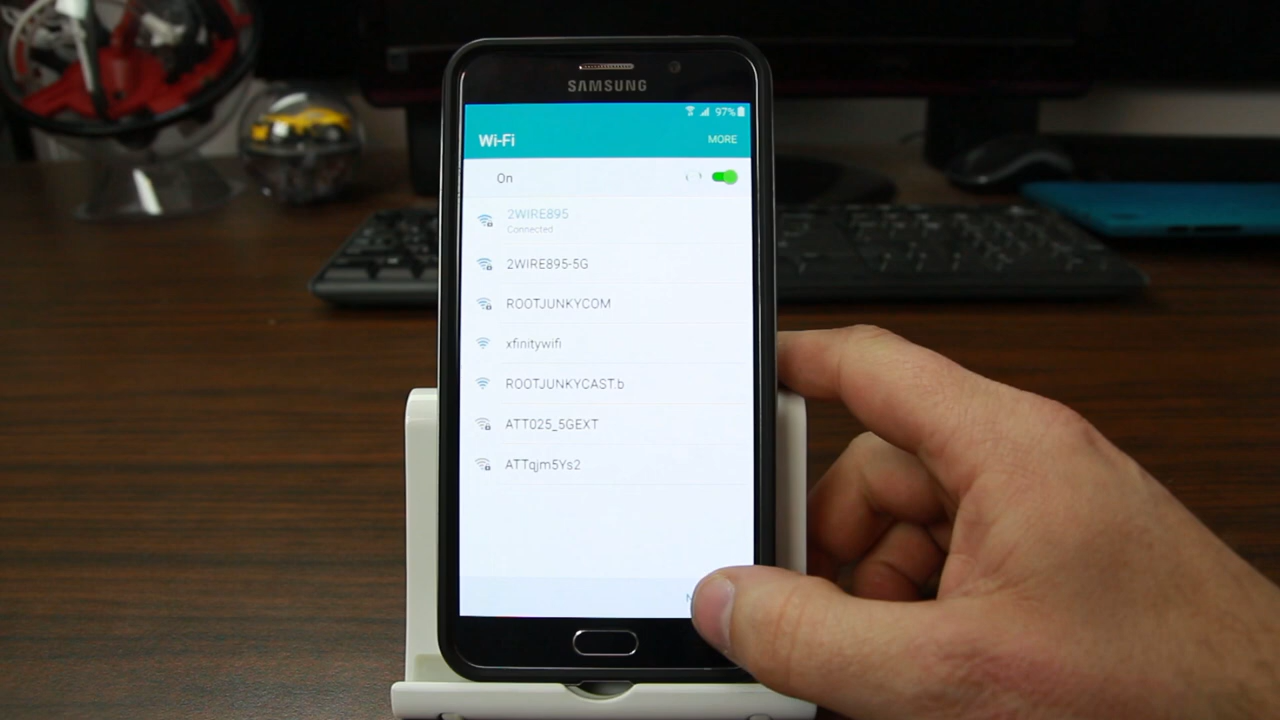 SAMSUNG
97%
Wi-Fi MORE
On
2WIRE895
Connected
2WIRE895-5G
ROOTJUNKYCOM
xfinitywifi
ROOTJUNKYCAST.b
ATT025_5GEXT
ATTqjm5Ys2